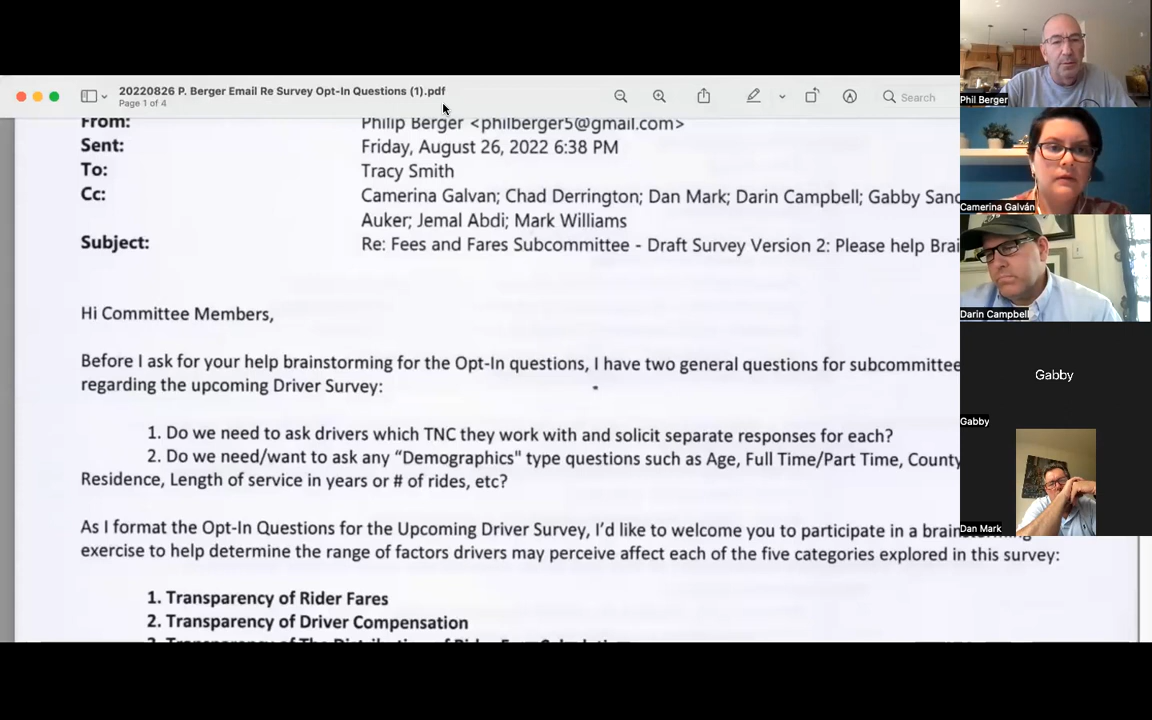 20220826 P. Berger Email Re Survey Opt-In Questions (1).pdf
Page 1 of 4
Search
From: Philip Berger <philberger5@gmail.com>
Sent: Friday, August 26, 2022 6:38 PM
To: Tracy Smith
Cc: Camerina Galvan; Chad Derrington; Dan Mark; Darin Campbell; Gabby
Auker; Jemal Abdi; Mark Williams
Subject: Re: Fees and Fares Subcommittee - Draft Survey Version 2: Please help
Hi Committee Members,
Before I ask for your help brainstorming for the Opt-In questions, I have two general questions for subcommittee
regarding the upcoming Driver Survey:
1. Do we need to ask drivers which TNC they work with and solicit separate responses for each?
2. Do we need/want to ask any “Demographics" type questions such as Age, Full Time/Part Time, County
Residence, Length of service in years or # of rides, etc?
As I format the Opt-In Questions for the Upcoming Driver Survey, I’d like to welcome you to participate in a
exercise to help determine the range of factors drivers may perceive affect each of the five categories explored in this survey:
1. Transparency of Rider Fares
2. Transparency of Driver Compensation
Phil Berger
Camerina Galván
Darin Campbell
Gabby
Gabby
Dan Mark